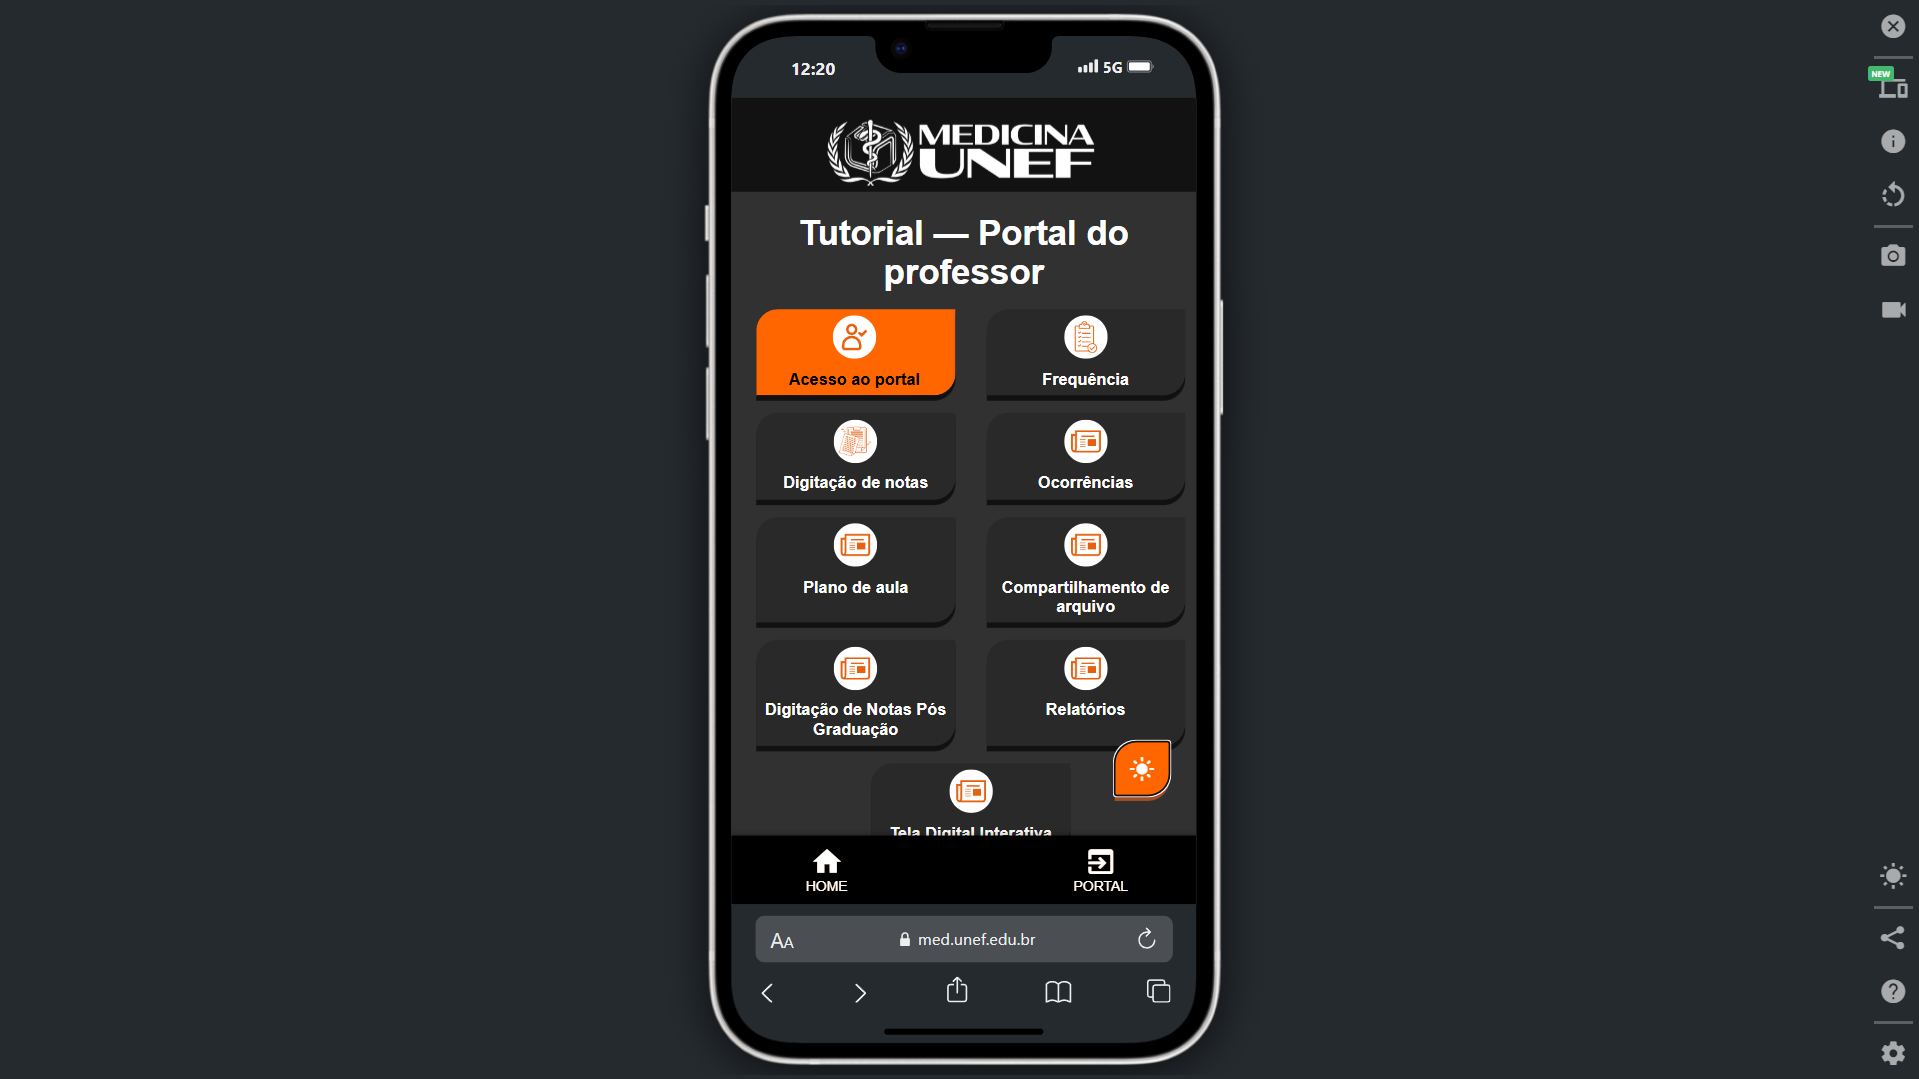 12:20
5G
NEW
MEDICINA
UNEF
Tutorial — Portal do
professor
Acesso ao portal
Frequência
Digitação de notas
Ocorrências
Plano de aula
Compartilhamento de
arquivo
Digitação de Notas Pós
Graduação
Relatórios
Tela Digital Interativa
HOME
PORTAL
AA
med.unef.edu.br